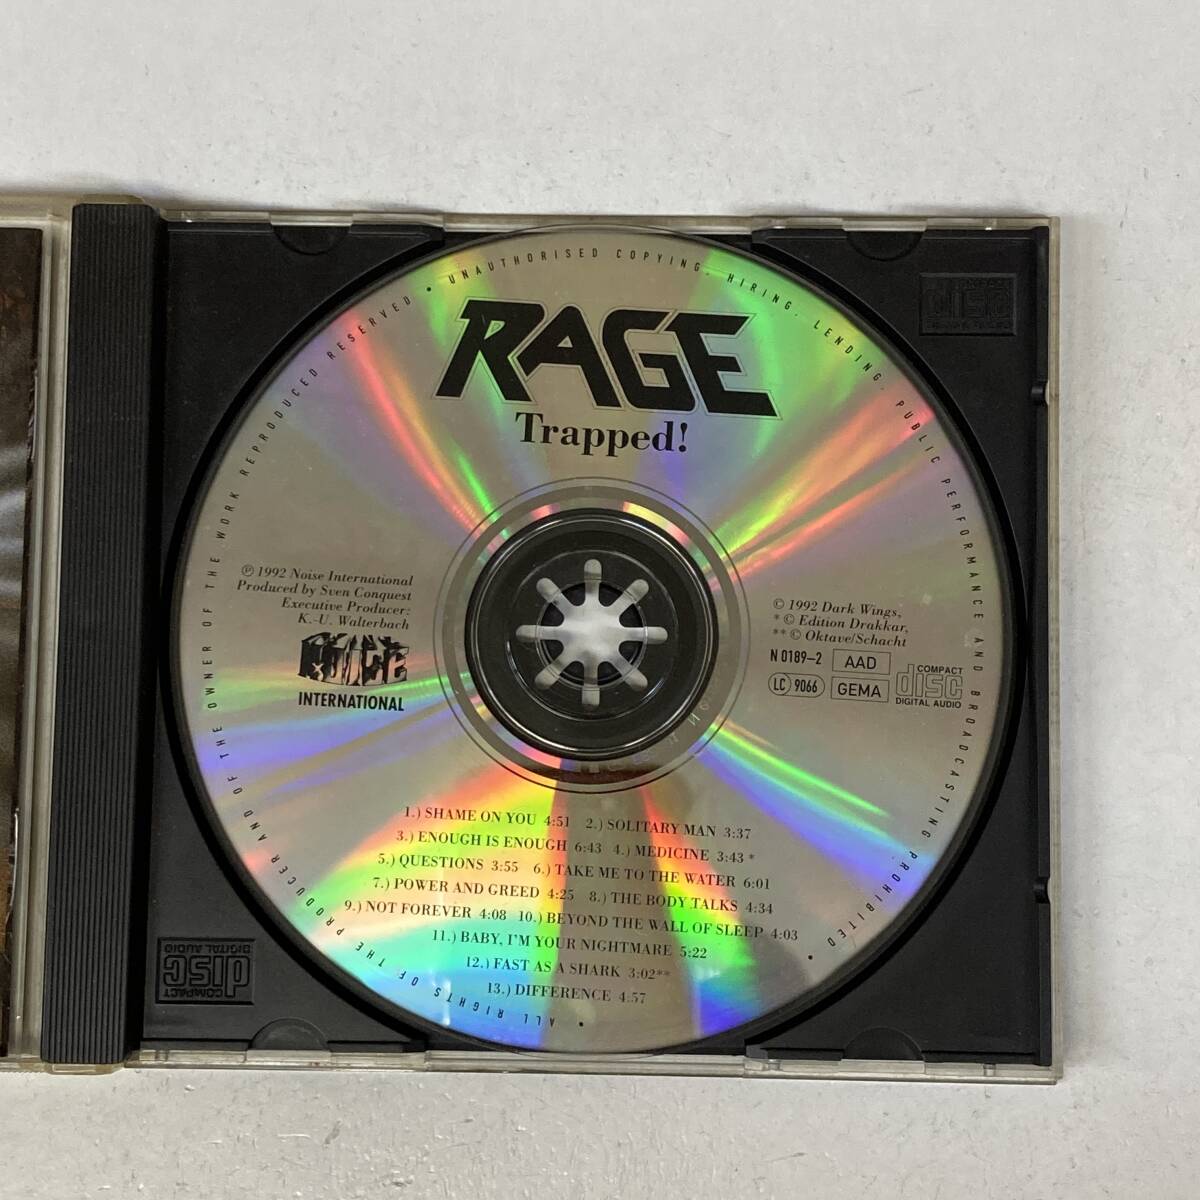 RAGE
Trapped!
ALL RIGHTS OF THE PRODUCER AND OF THE OWNER OF THE WORK REPRODUCED RESERVED • UNAUTHORISED COPYING, HIRING, LENDING, PUBLIC PERFORMANCE AND BROADCASTING PROHIBITED •
℗ 1992 Noise International
Produced by Sven Conquest
Executive Producer:
K.-U. Walterbach
NOISE
INTERNATIONAL
© 1992 Dark Wings,
* © Edition Drakkar,
** © Oktave/Schacht
N 0189–2 AAD
LC 9066 GEMA
COMPACT
disc
DIGITAL AUDIO
1.) SHAME ON YOU 4:51 2.) SOLITARY MAN 3:37
3.) ENOUGH IS ENOUGH 6:43 4.) MEDICINE 3:43 *
5.) QUESTIONS 3:55 6.) TAKE ME TO THE WATER 6:01
7.) POWER AND GREED 4:25 8.) THE BODY TALKS 4:34
9.) NOT FOREVER 4:08 10.) BEYOND THE WALL OF SLEEP 4:03
11.) BABY, I'M YOUR NIGHTMARE 5:22
12.) FAST AS A SHARK 3:02**
13.) DIFFERENCE 4:57
COMPACT
disc
DIGITAL AUDIO
disc